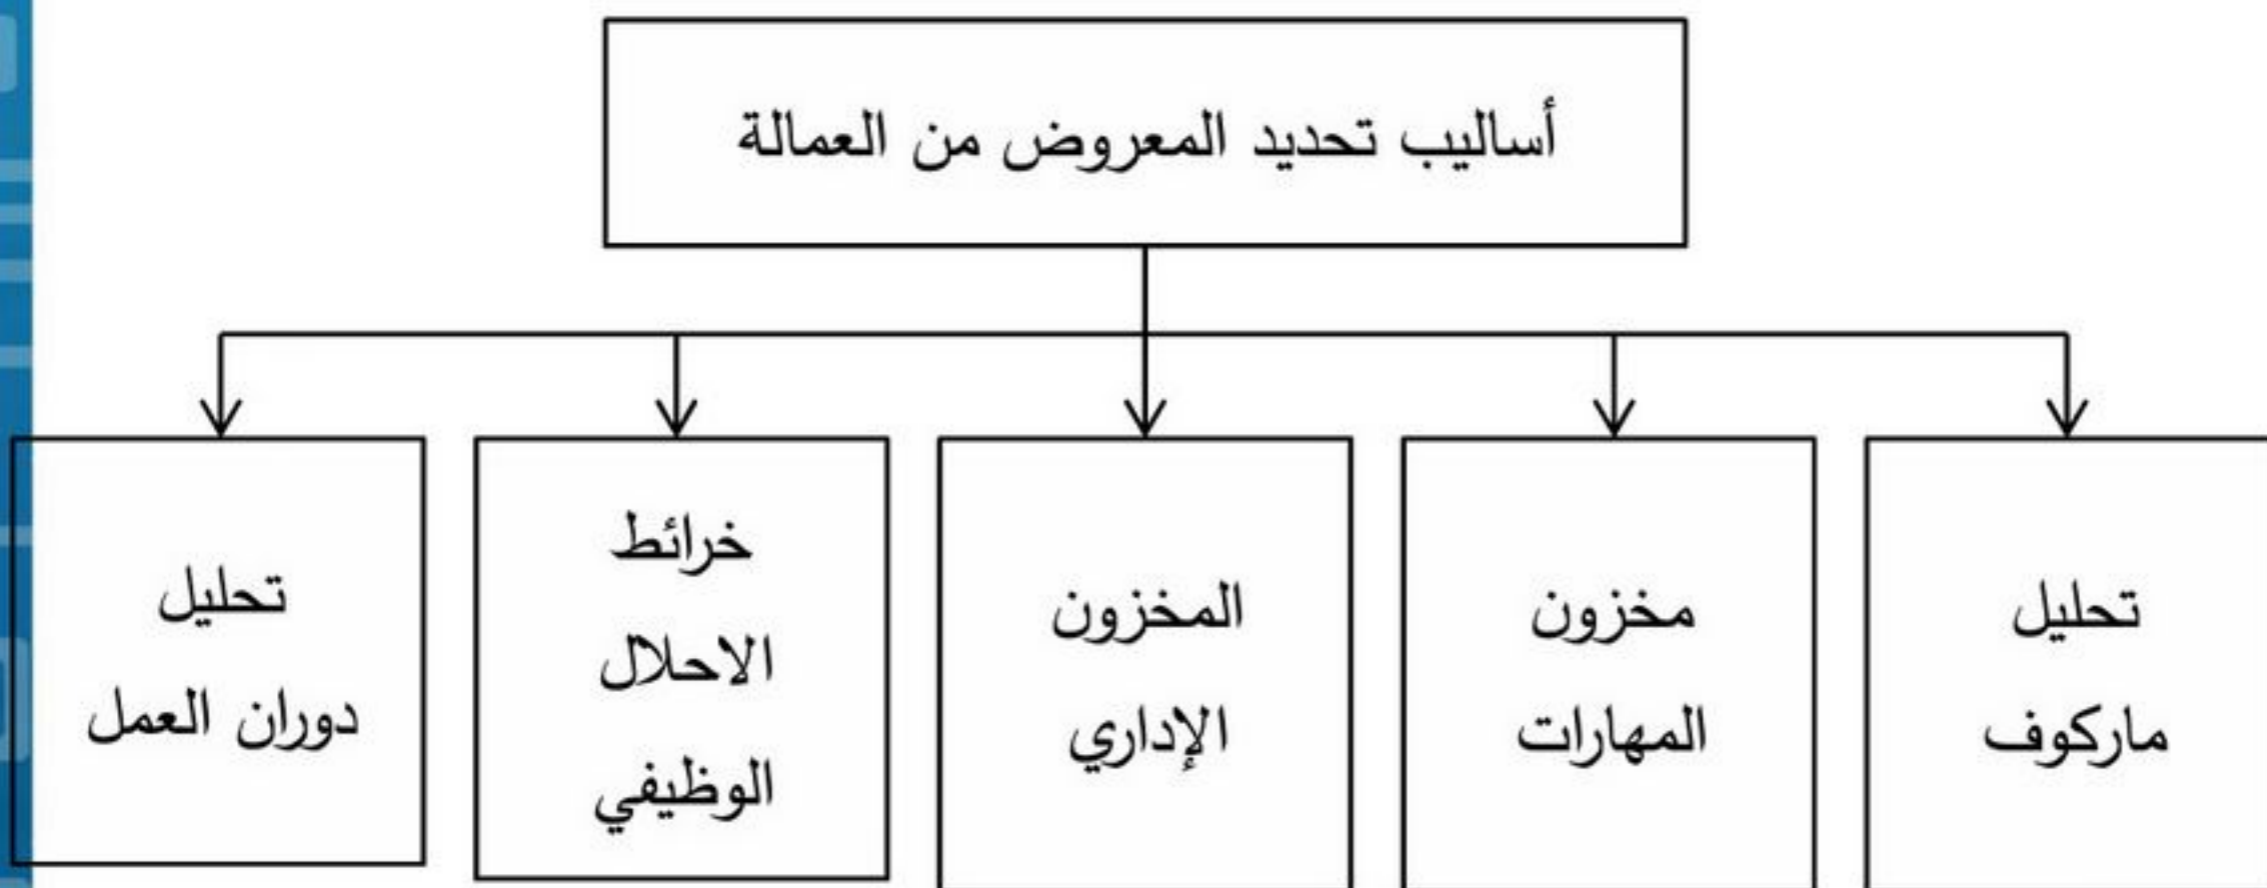 أساليب تحديد المعروض من العمالة
تحليل
ماركوف
مخزون
المهارات
المخزون
الإداري
خرائط
الاحلال
الوظيفي
تحليل
دوران العمل